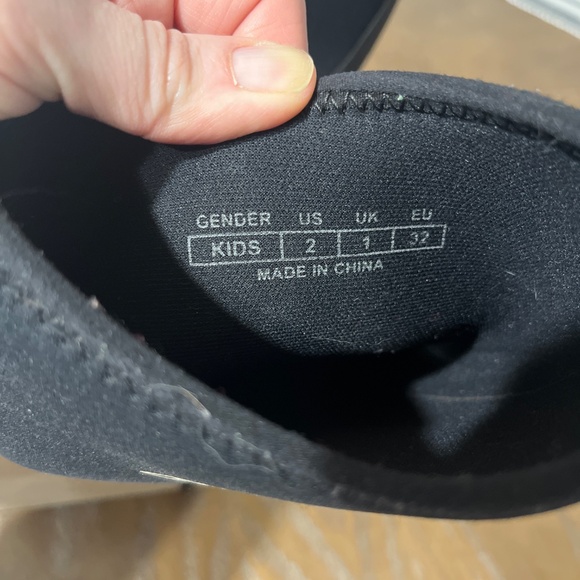 GENDER US UK EU
KIDS 2 1 32
MADE IN CHINA